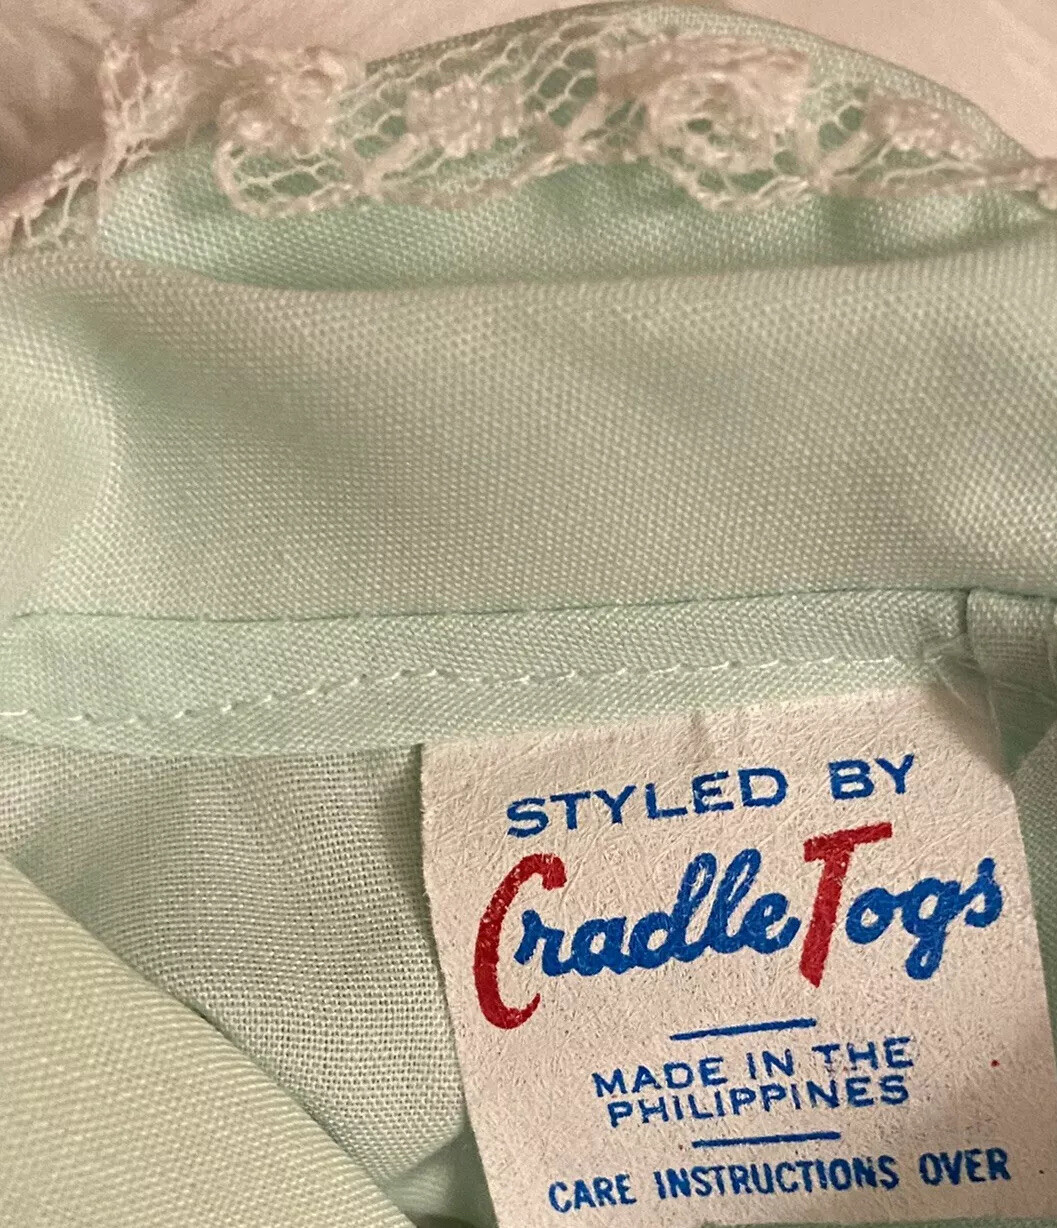 STYLED BY
CradleTogs
MADE IN THE
PHILIPPINES
CARE INSTRUCTIONS OVER